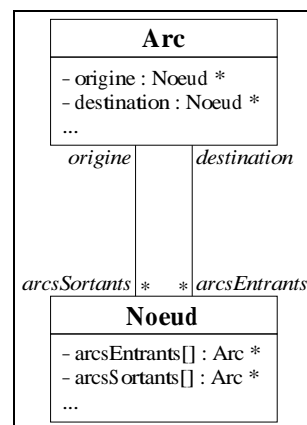 Arc
- origine : Noeud *
- destination : Noeud *
...
origine destination
arcsSortants * * arcsEntrants
Noeud
- arcsEntrants[] : Arc *
- arcsSortants[] : Arc *
...